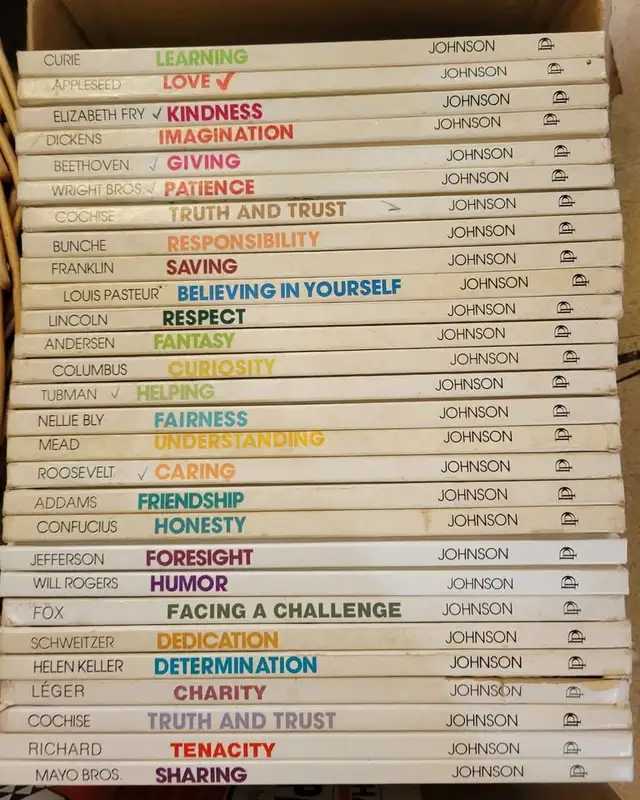 CURIE LEARNING JOHNSON
APPLESEED LOVE ✓ JOHNSON
ELIZABETH FRY ✓ KINDNESS JOHNSON
DICKENS IMAGINATION JOHNSON
BEETHOVEN ✓ GIVING JOHNSON
WRIGHT BROS. ✓ PATIENCE JOHNSON
COCHISE TRUTH AND TRUST JOHNSON
BUNCHE RESPONSIBILITY JOHNSON
FRANKLIN SAVING JOHNSON
LOUIS PASTEUR BELIEVING IN YOURSELF JOHNSON
LINCOLN RESPECT JOHNSON
ANDERSEN FANTASY JOHNSON
COLUMBUS CURIOSITY JOHNSON
TUBMAN ✓ HELPING JOHNSON
NELLIE BLY FAIRNESS JOHNSON
MEAD UNDERSTANDING JOHNSON
ROOSEVELT ✓ CARING JOHNSON
ADDAMS FRIENDSHIP JOHNSON
CONFUCIUS HONESTY JOHNSON
JEFFERSON FORESIGHT JOHNSON
WILL ROGERS HUMOR JOHNSON
FOX FACING A CHALLENGE JOHNSON
SCHWEITZER DEDICATION JOHNSON
HELEN KELLER DETERMINATION JOHNSON
LÉGER CHARITY JOHNSON
COCHISE TRUTH AND TRUST JOHNSON
RICHARD TENACITY JOHNSON
MAYO BROS. SHARING JOHNSON